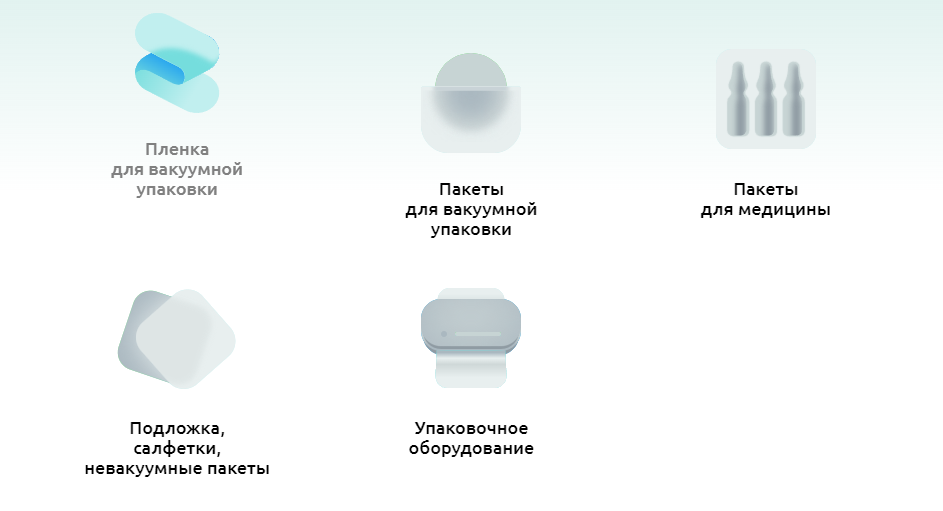 Пленка
для вакуумной
упаковки
Пакеты
для вакуумной
упаковки
Пакеты
для медицины
Подложка,
салфетки,
невакуумные пакеты
Упаковочное
оборудование